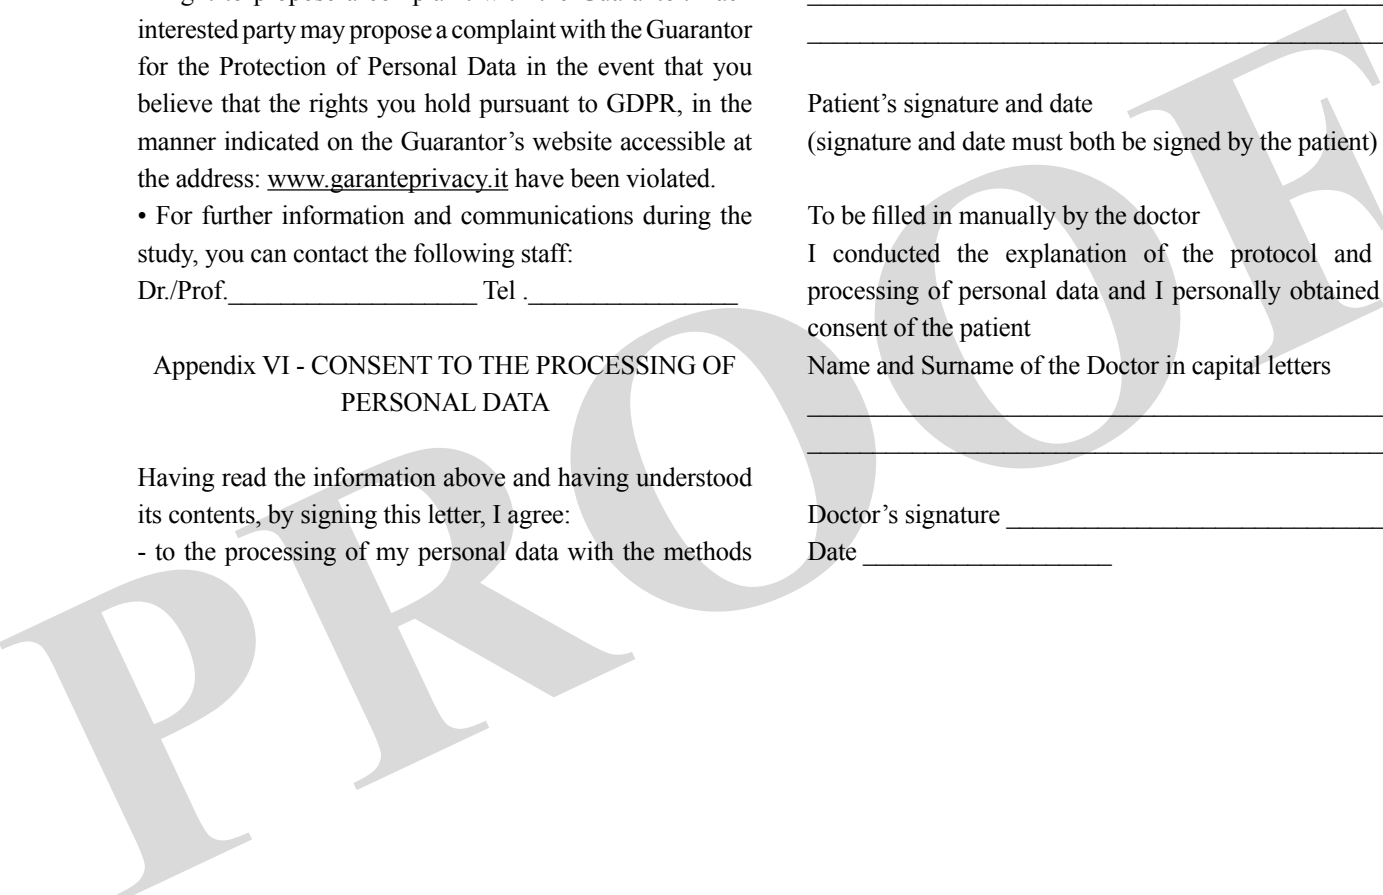 interested party may propose a complaint with the Guarantor
for the Protection of Personal Data in the event that you
believe that the rights you hold pursuant to GDPR, in the
manner indicated on the Guarantor’s website accessible at
the address: www.garanteprivacy.it have been violated.
• For further information and communications during the
study, you can contact the following staff:
Dr./Prof.___________________ Tel .________________
Appendix VI - CONSENT TO THE PROCESSING OF
PERSONAL DATA
Having read the information above and having understood
its contents, by signing this letter, I agree:
- to the processing of my personal data with the methods
Patient’s signature and date
(signature and date must both be signed by the patient)
To be filled in manually by the doctor
I conducted the explanation of the protocol and
processing of personal data and I personally obtained
consent of the patient
Name and Surname of the Doctor in capital letters
____________________________________________
____________________________________________
Doctor’s signature _____________________________
Date ___________________
PROOF